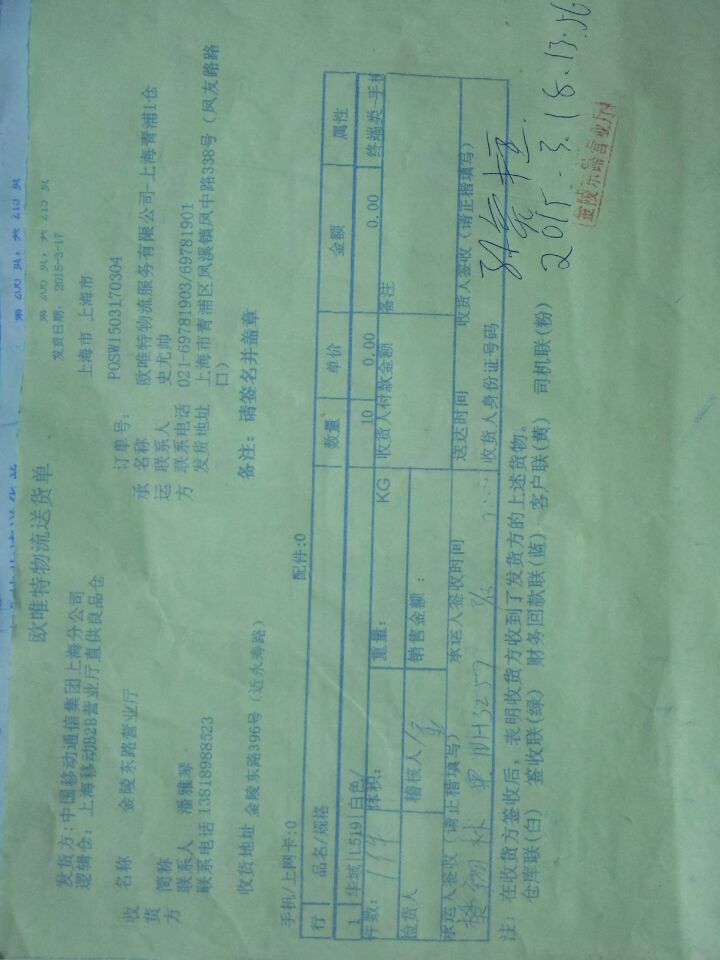 第 200 页, 共 210 页
欧唯特物流送货单
发货日期: 2015-3-17
发货方: 中国移动通信集团上海分公司
上海市 上海市
逻辑仓: 上海移动B2B营业厅直供良品仓
订单号: POSW1503170304
收货方
名称 金陵东路营业厅
简称
联系人 潘雅琴
联系电话 13818988523
承运方
名称 欧唯特物流服务有限公司-上海青浦1仓
联系人 史尤帅
联系电话 021-69781903/69781901
发货地址 上海市青浦区凤溪镇凤中路338号 (凤友路路口)
收货地址 金陵东路396号 (近永寿路)
备注: 请签名并盖章
手机/上网卡:0 配件:0
行 品名/规格 数量 单价 金额 属性
1 华域|L519|白色/ 10 0.00 0.00 终端类-手机
件数: 1件 体积: 重量: KG 收货人付款金额 备注
捡货人 稽核人 销售金额:
承运人签收 (请正楷填写) 承运人签收时间 送达时间 收货人签收 (请正楷填写)
收货人身份证号码
2015.3.18.13.56
金陵东路营业厅
注: 在收货方签收后, 表明收货方收到了发货方的上述货物。
仓库联(白) 签收联(绿) 财务回款联(蓝) 客户联(黄) 司机联(粉)